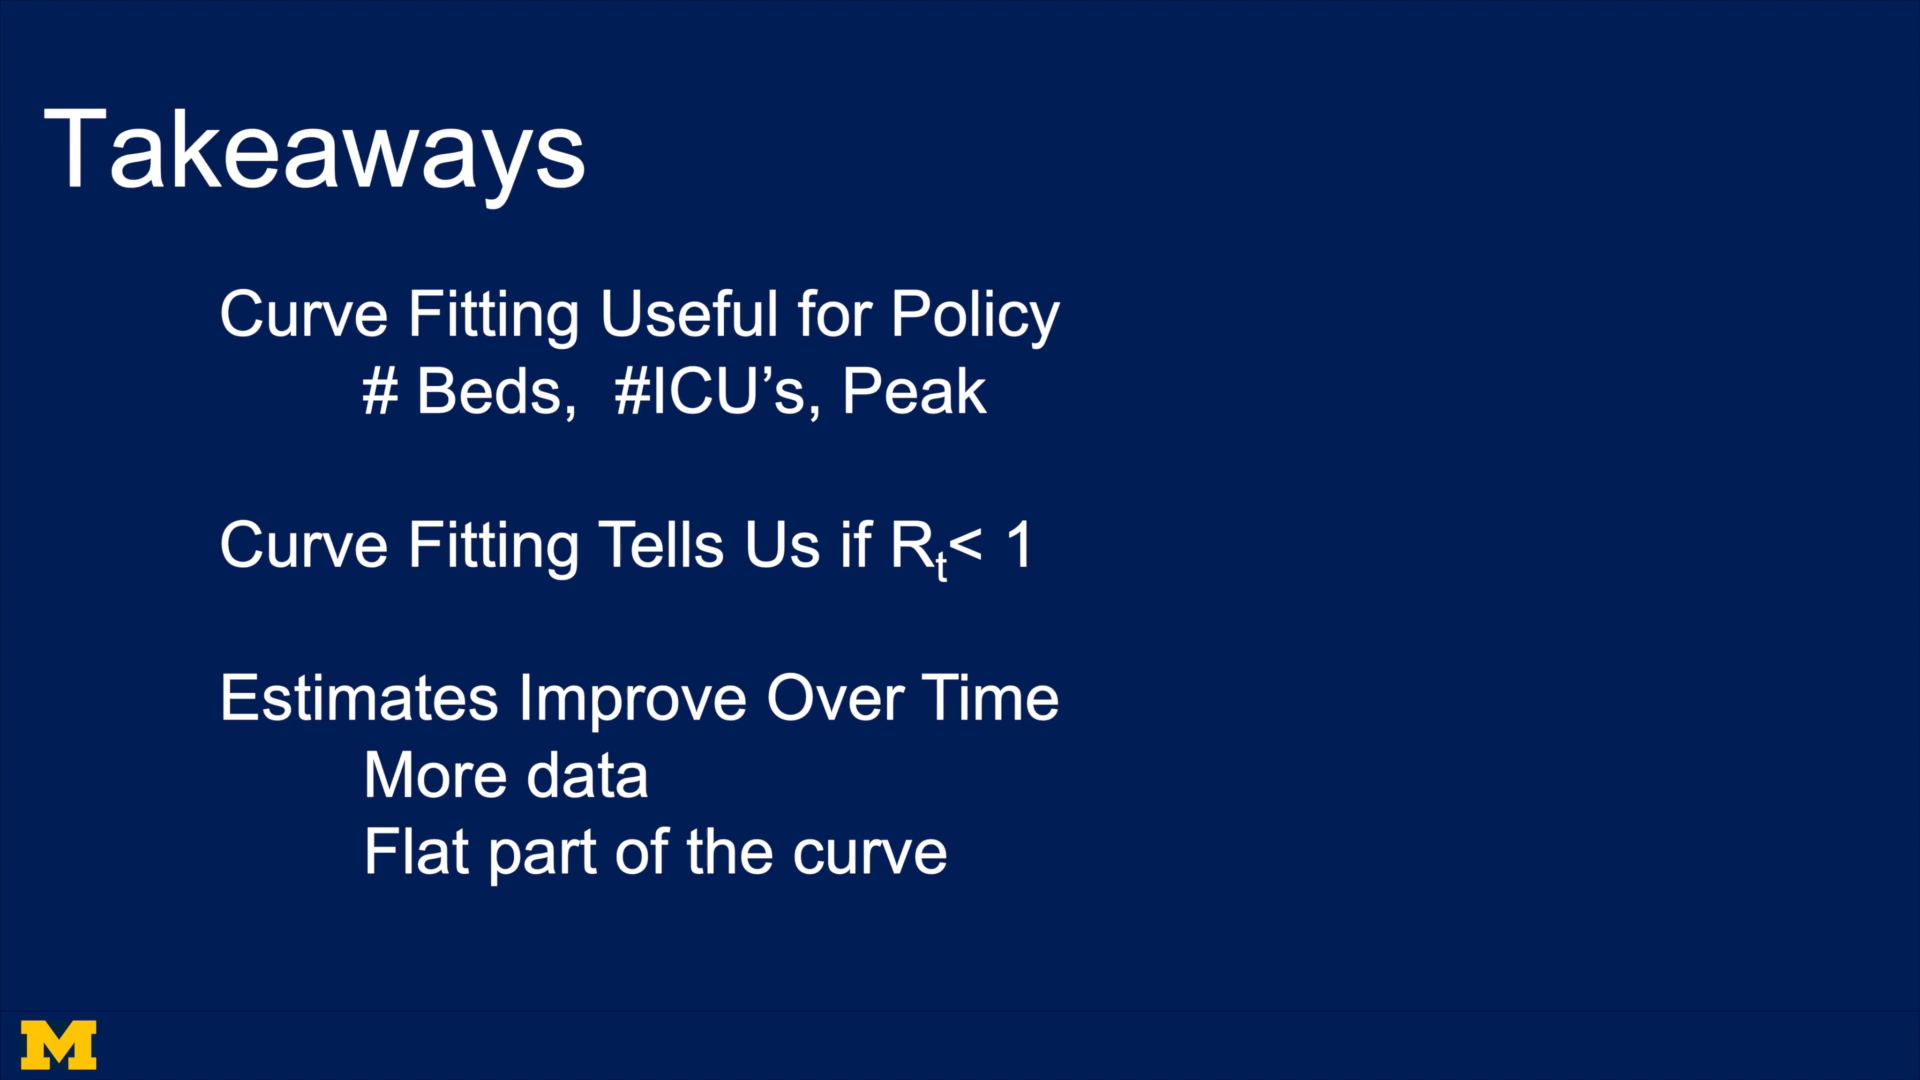 Takeaways
Curve Fitting Useful for Policy
# Beds,  #ICU’s, Peak
Curve Fitting Tells Us if Rₜ< 1
Estimates Improve Over Time
More data
Flat part of the curve
M